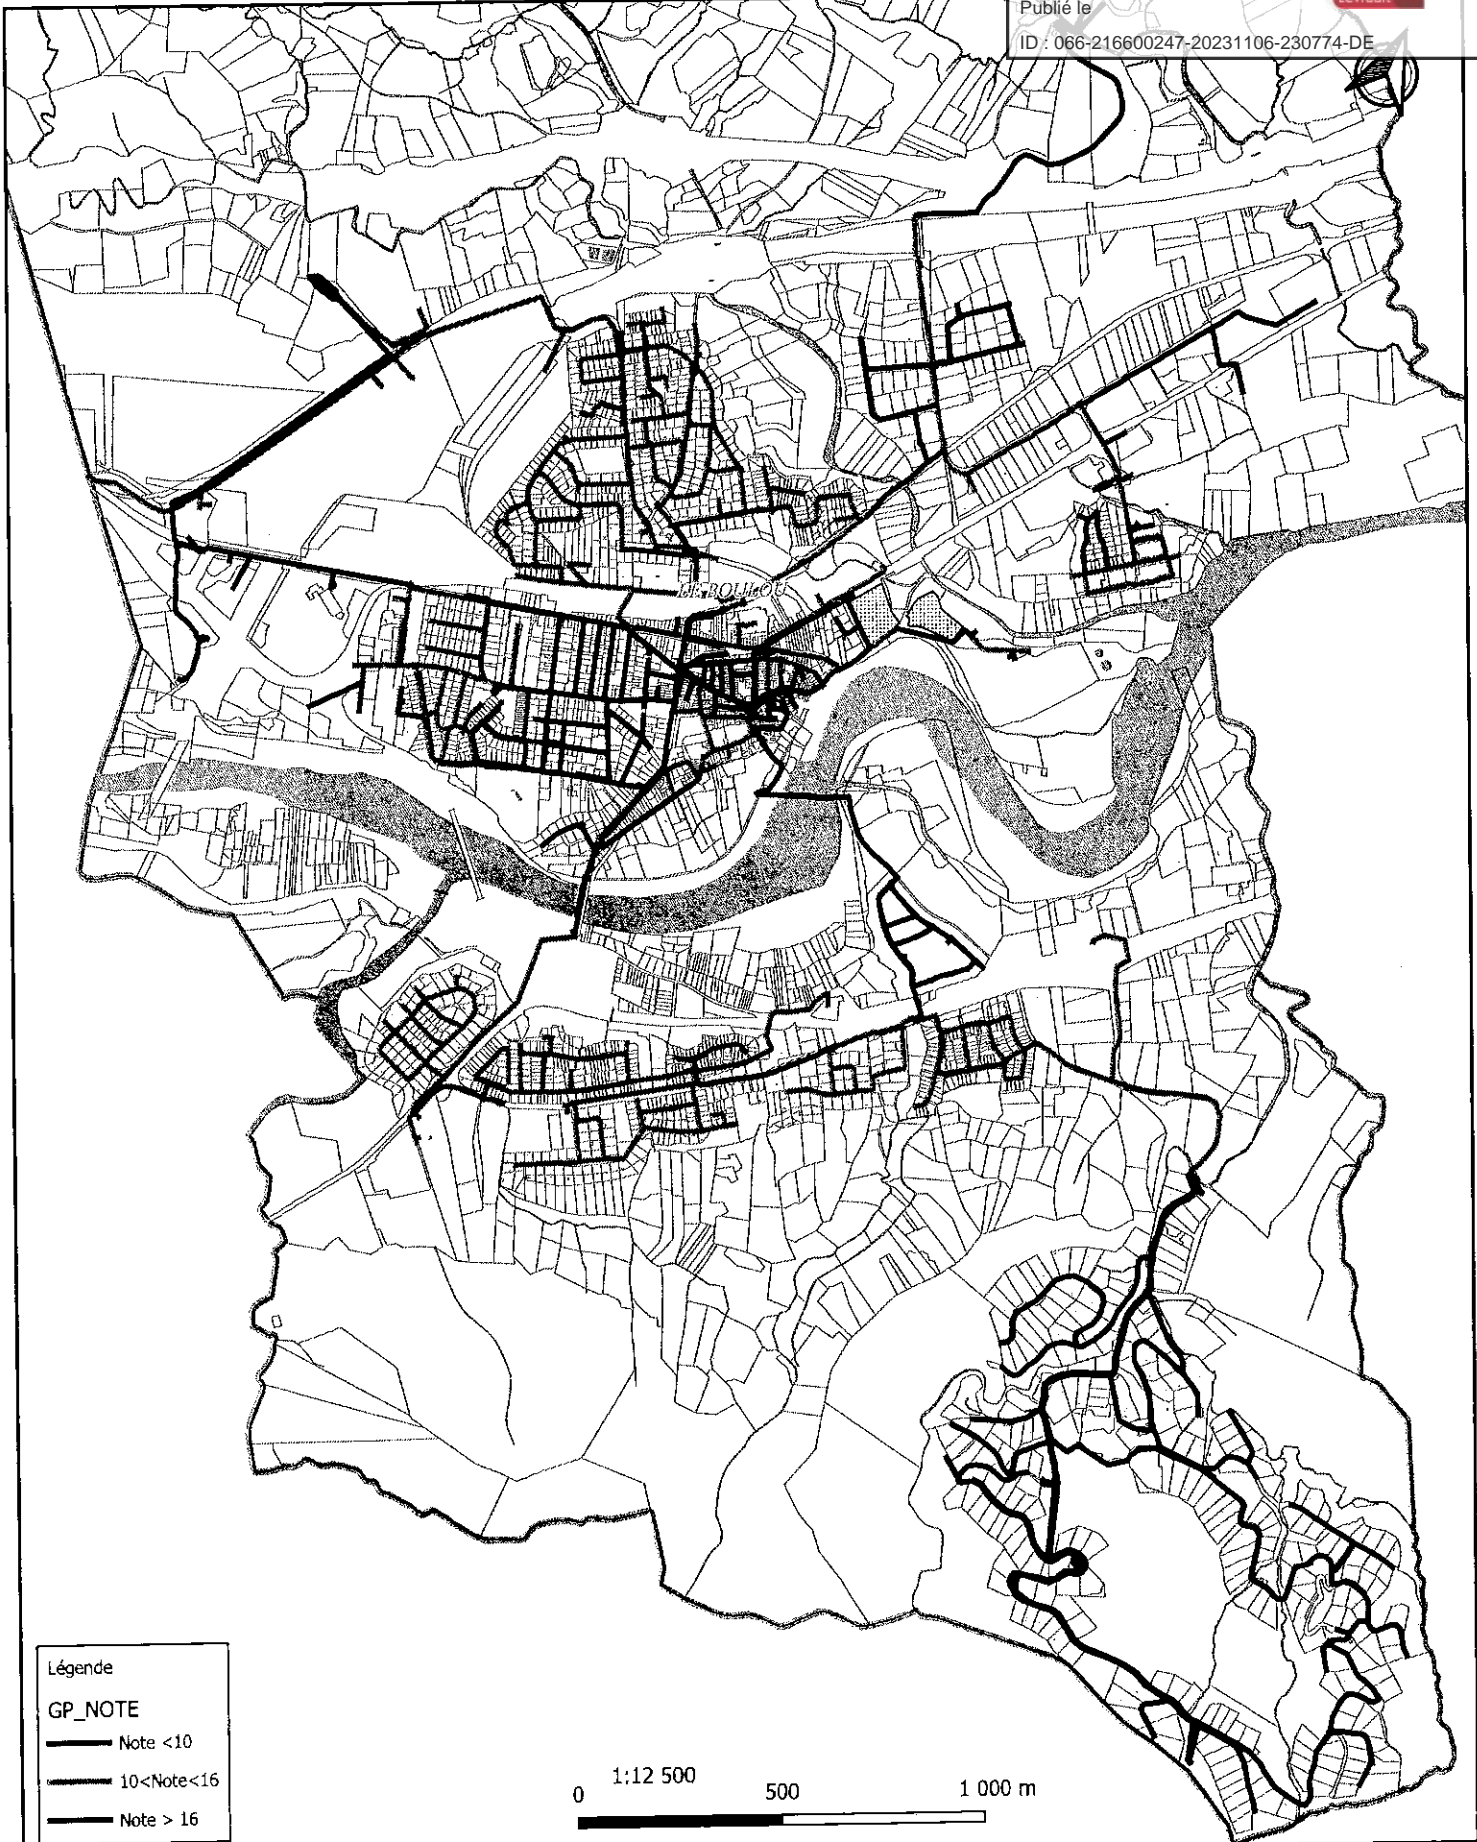 Publié le
ID : 066-216600247-20231106-230774-DE
LE BOULOU
Légende
GP_NOTE
Note <10
10<Note<16
Note > 16
1:12 500
0 500 1 000 m